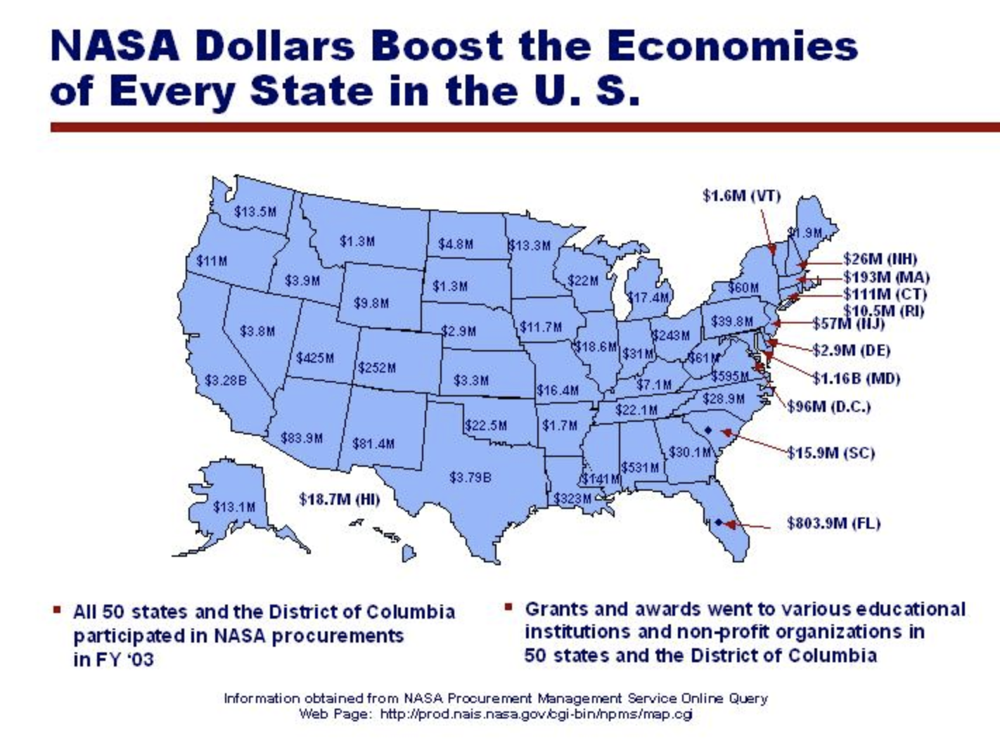 NASA Dollars Boost the Economies
of Every State in the U. S.
$1.6M (VT)
$13.5M
$1.9M
$1.3M
$4.8M
$13.3M
$11M
$26M (NH)
$3.9M
$1.3M
$22M
$193M (MA)
$60M
$17.4M
$111M (CT)
$9.8M
$10.5M (RI)
$3.8M
$2.9M
$11.7M
$39.8M
$57M (NJ)
$243M
$18.6M
$31M
$2.9M (DE)
$425M
$252M
$61M
$3.28B
$3.3M
$16.4M
$7.1M
$595M
$1.16B (MD)
$28.9M
$96M (D.C.)
$22.1M
$83.9M
$81.4M
$22.5M
$1.7M
$30.1M
$15.9M (SC)
$3.79B
$531M
$141M
$13.1M
$18.7M (HI)
$323M
$803.9M (FL)
▪ All 50 states and the District of Columbia
participated in NASA procurements
in FY ‘03
▪ Grants and awards went to various educational
institutions and non-profit organizations in
50 states and the District of Columbia
Information obtained from NASA Procurement Management Service Online Query
Web Page: http://prod.nais.nasa.gov/cgi-bin/npms/map.cgi